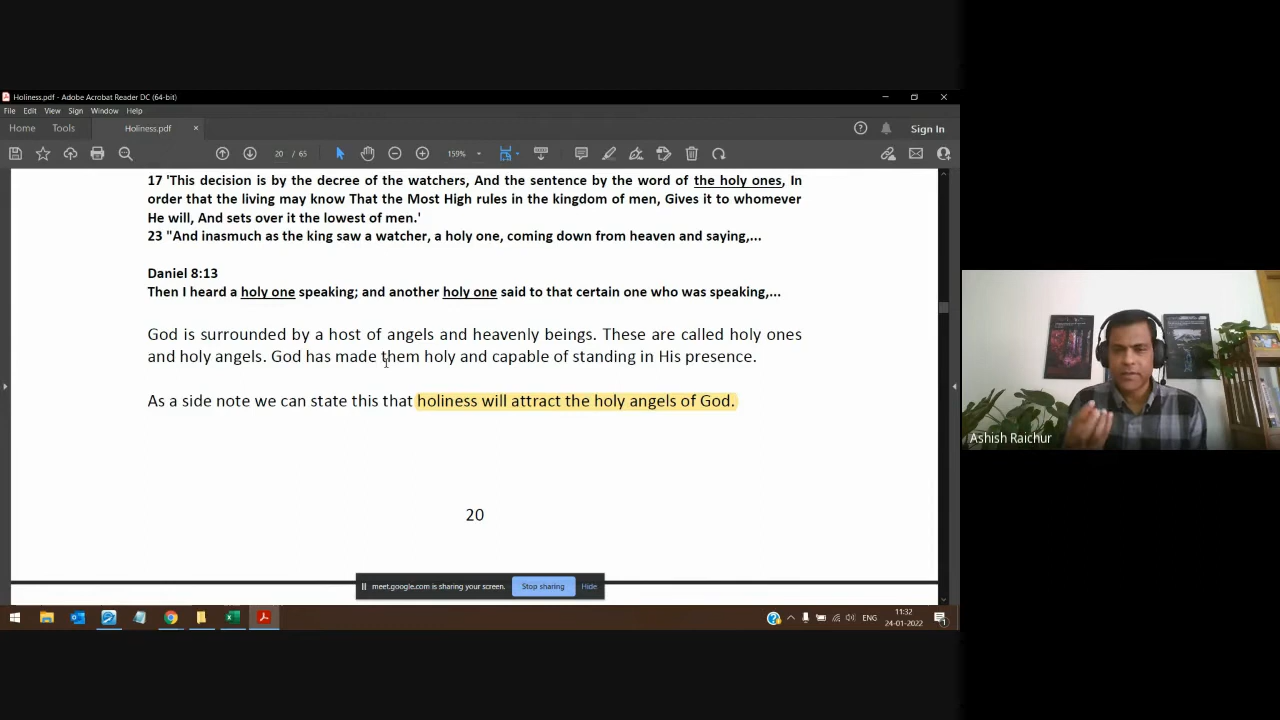 Holiness.pdf - Adobe Acrobat Reader DC (64-bit)
File Edit View Sign Window Help
Home Tools Holiness.pdf × Sign In
20 / 65 159%
17 'This decision is by the decree of the watchers, And the sentence by the word of the holy ones, In
order that the living may know That the Most High rules in the kingdom of men, Gives it to whomever
He will, And sets over it the lowest of men.'
23 "And inasmuch as the king saw a watcher, a holy one, coming down from heaven and saying,...
Daniel 8:13
Then I heard a holy one speaking; and another holy one said to that certain one who was speaking,...
God is surrounded by a host of angels and heavenly beings. These are called holy ones
and holy angels. God has made them holy and capable of standing in His presence.
As a side note we can state this that holiness will attract the holy angels of God.
20
meet.google.com is sharing your screen. Stop sharing Hide
ENG
11:32
24-01-2022
Ashish Raichur